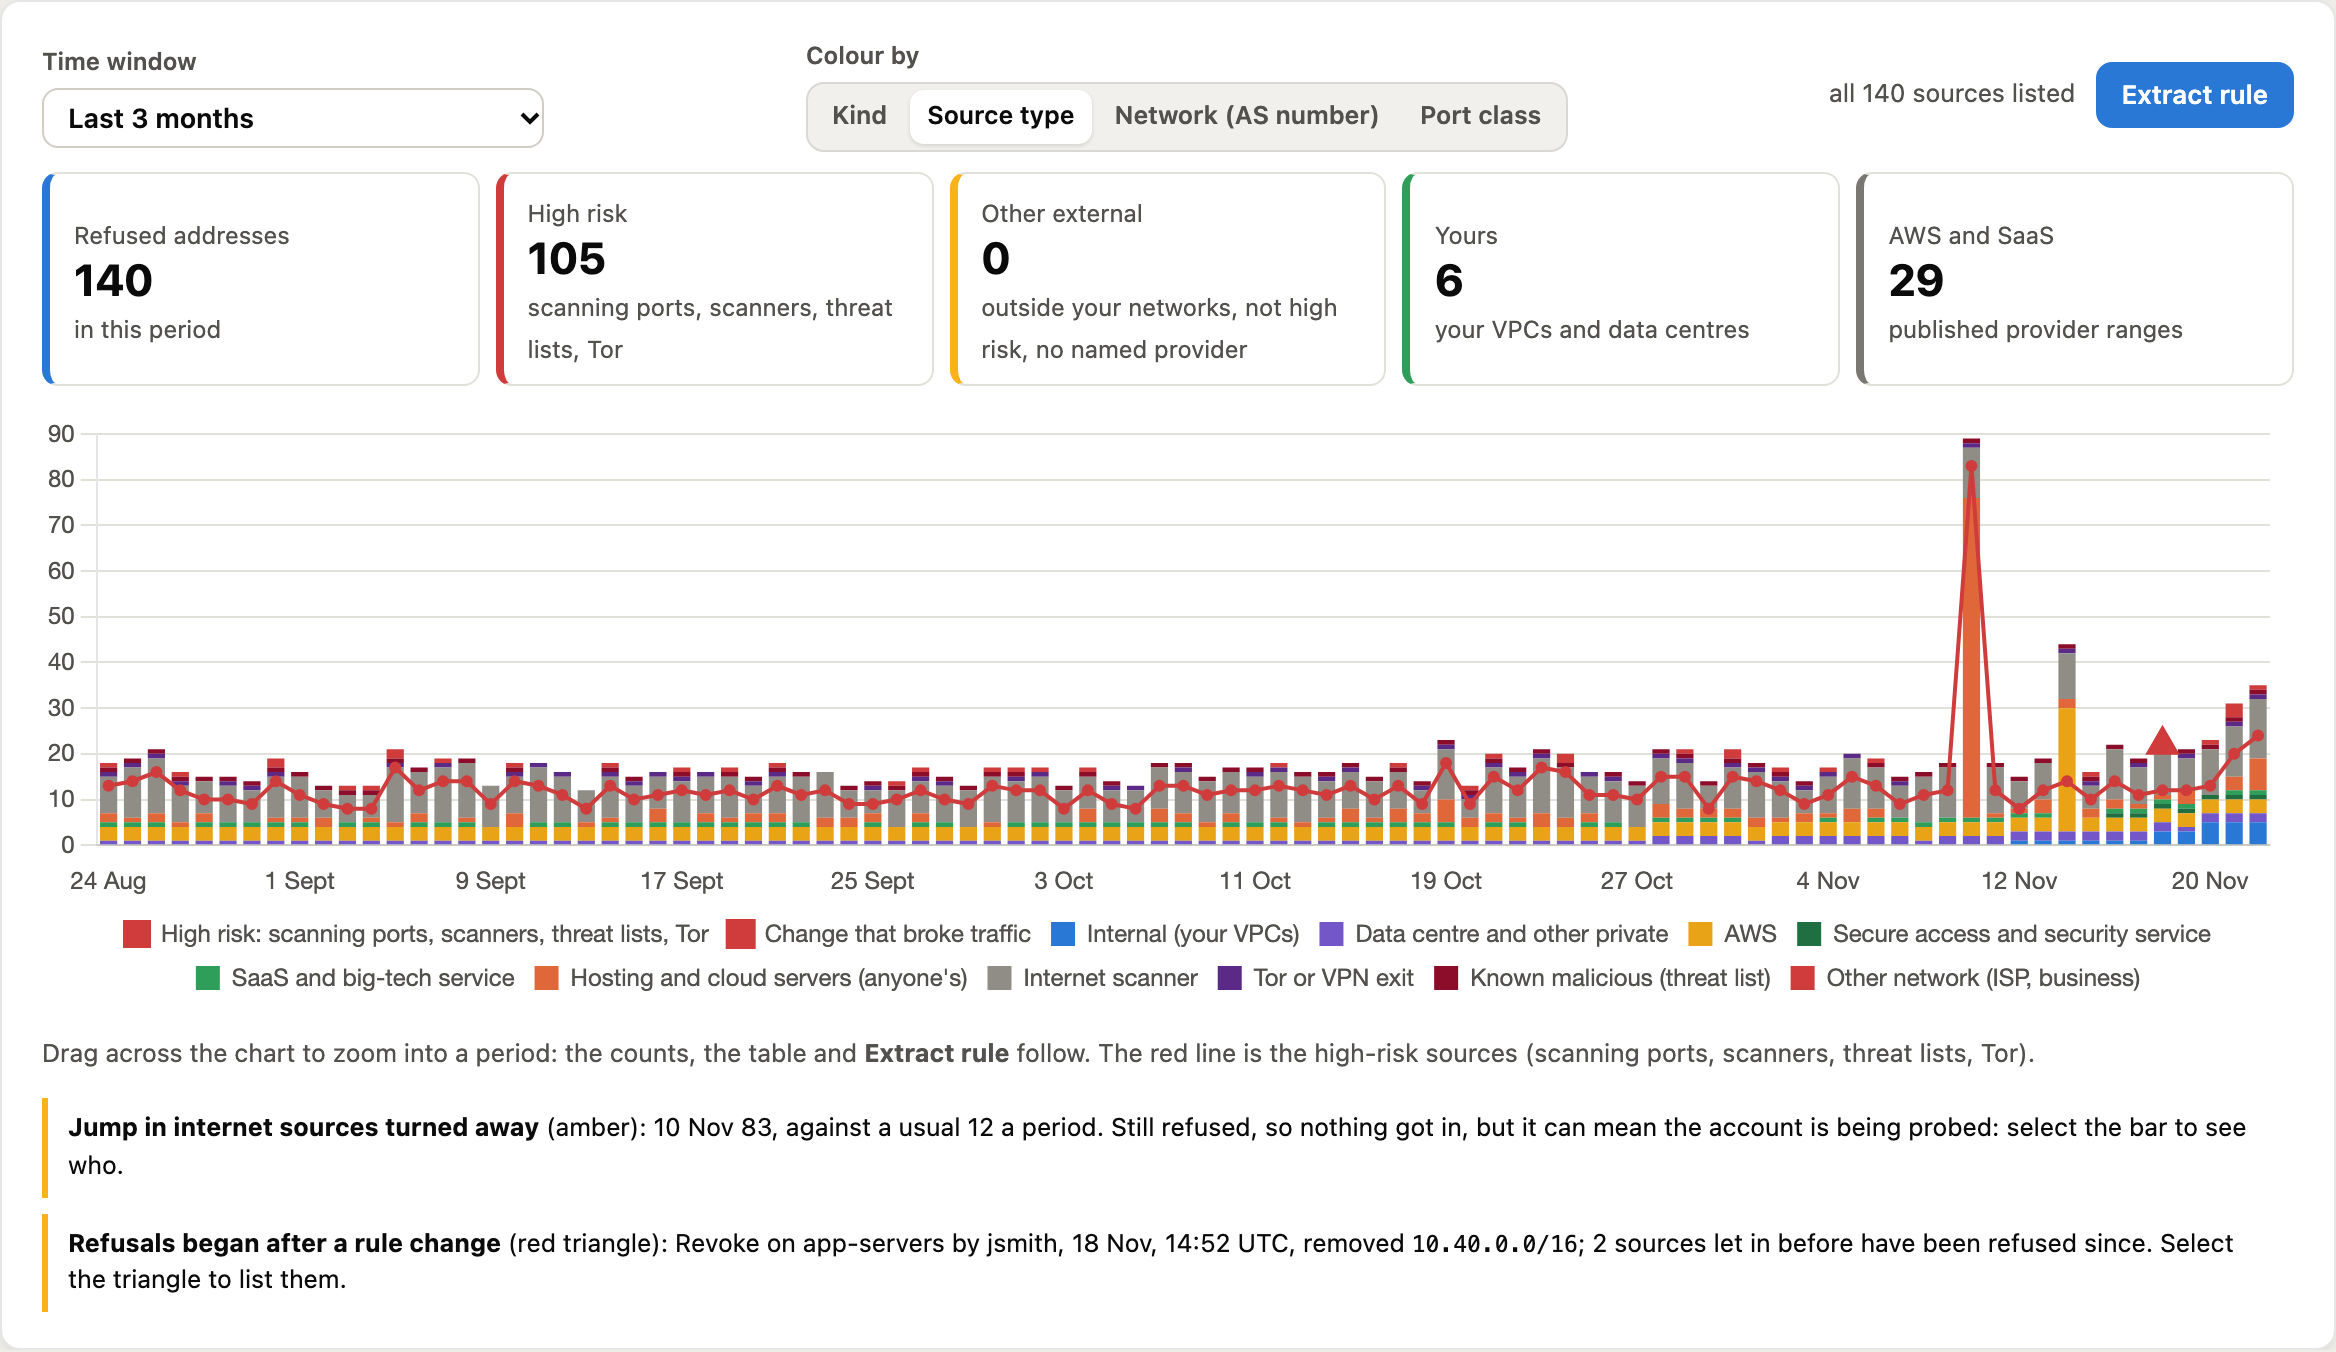 Time window
Last 3 months
Colour by
Kind Source type Network (AS number) Port class
all 140 sources listed
Extract rule
Refused addresses
140
in this period
High risk
105
scanning ports, scanners, threat
lists, Tor
Other external
0
outside your networks, not high
risk, no named provider
Yours
6
your VPCs and data centres
AWS and SaaS
29
published provider ranges
90
80
70
60
50
40
30
20
10
0
24 Aug 1 Sept 9 Sept 17 Sept 25 Sept 3 Oct 11 Oct 19 Oct 27 Oct 4 Nov 12 Nov 20 Nov
High risk: scanning ports, scanners, threat lists, Tor Change that broke traffic Internal (your VPCs) Data centre and other private AWS Secure access and security service
SaaS and big-tech service Hosting and cloud servers (anyone's) Internet scanner Tor or VPN exit Known malicious (threat list) Other network (ISP, business)
Drag across the chart to zoom into a period: the counts, the table and Extract rule follow. The red line is the high-risk sources (scanning ports, scanners, threat lists, Tor).
Jump in internet sources turned away (amber): 10 Nov 83, against a usual 12 a period. Still refused, so nothing got in, but it can mean the account is being probed: select the bar to see
who.
Refusals began after a rule change (red triangle): Revoke on app-servers by jsmith, 18 Nov, 14:52 UTC, removed 10.40.0.0/16; 2 sources let in before have been refused since. Select
the triangle to list them.